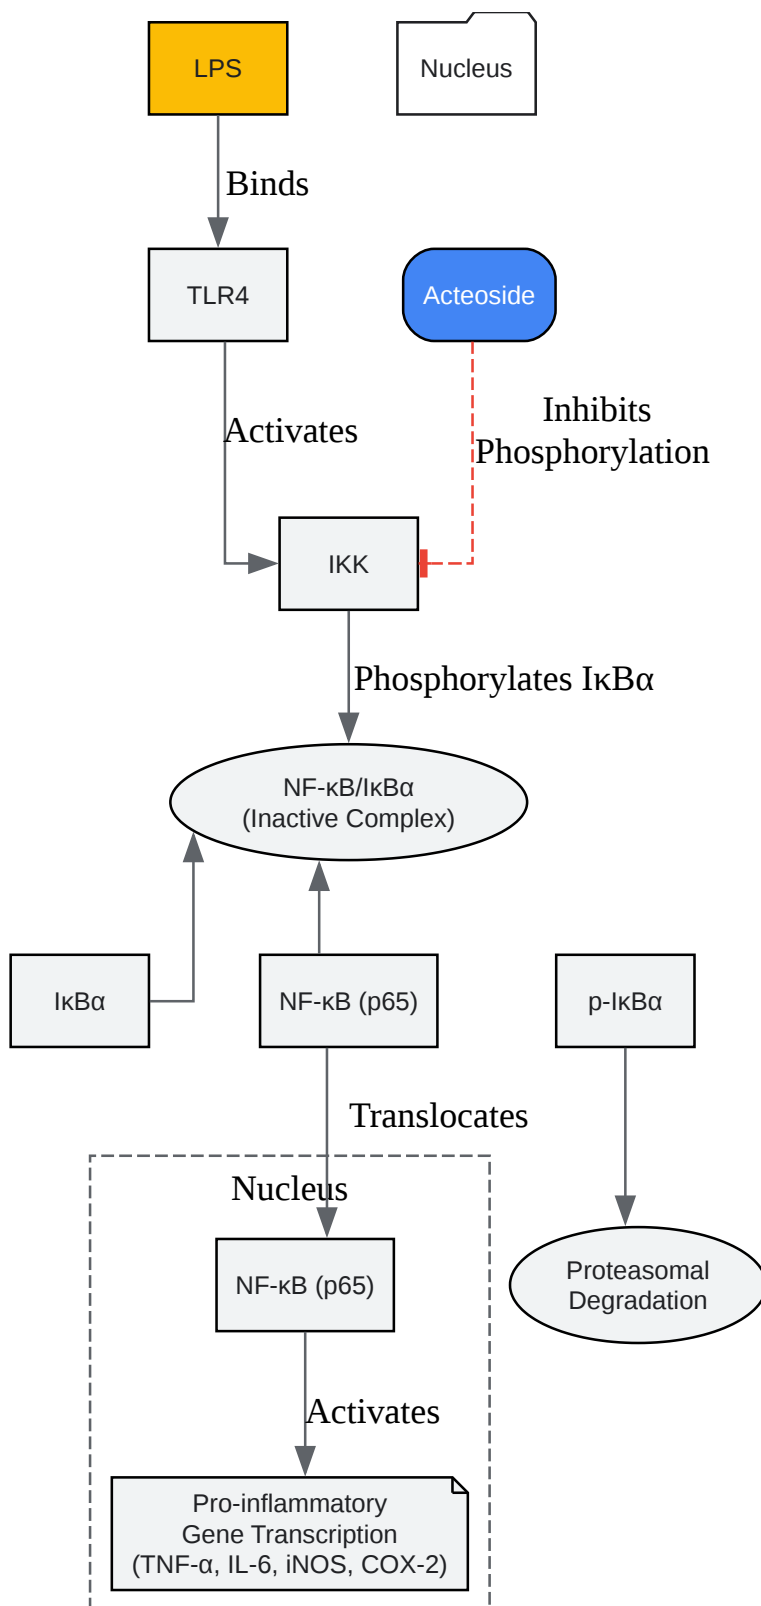 LPS
Nucleus
Binds
TLR4
Acteoside
Inhibits
Phosphorylation
Activates
IKK
Phosphorylates IκBα
NF-κB/IκBα
(Inactive Complex)
IκBα
NF-κB (p65)
p-IκBα
Translocates
Nucleus
NF-κB (p65)
Proteasomal
Degradation
Activates
Pro-inflammatory
Gene Transcription
(TNF-α, IL-6, iNOS, COX-2)